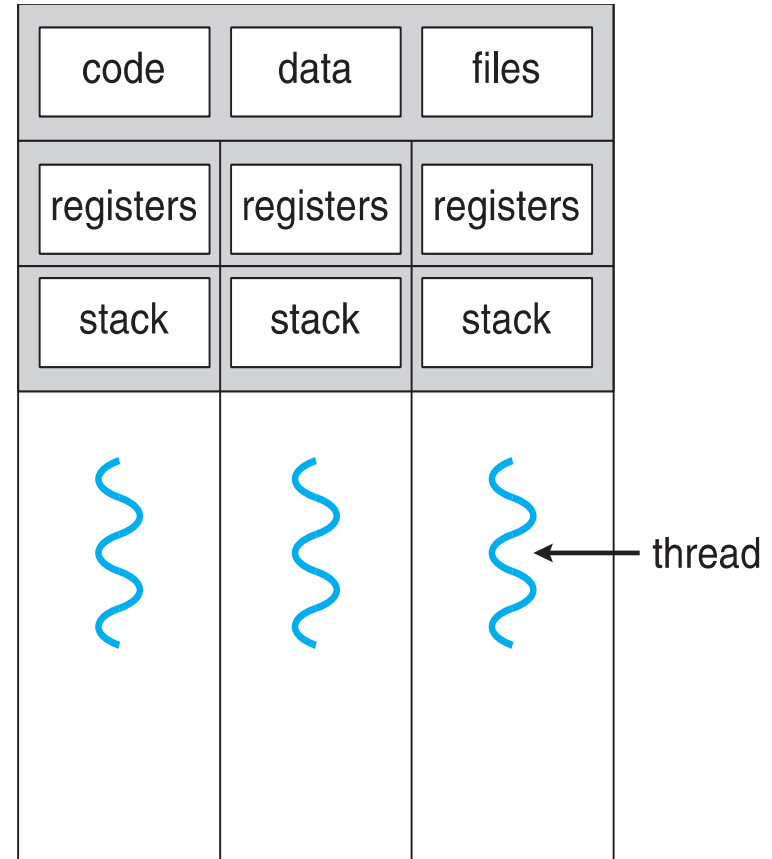 code data files
registers registers registers
stack stack stack
thread